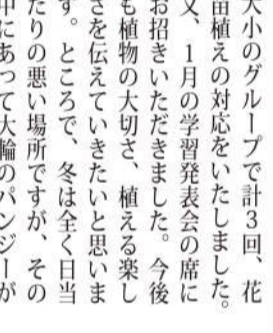 大小のグループで計3回、花
苗植えの対応をいたしました。
又、1月の学習発表会の席に
お招きいただきました。今後
も植物の大切さ、植える楽し
さを伝えていきたいと思いま
す。ところで、冬は全く日当
たりの悪い場所ですが、その
中にあって大輪のパンジーが